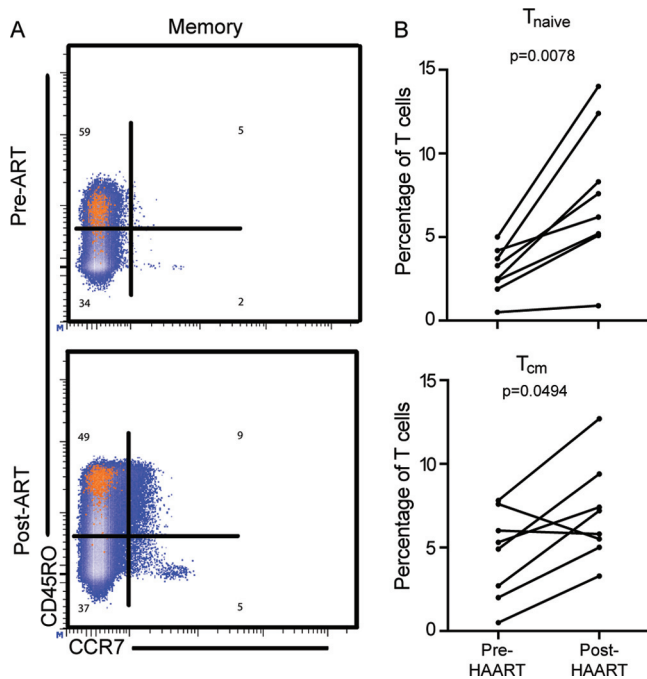 A
Memory
Pre-ART
59
5
34
2
M
Post-ART
49
9
37
5
M
CD45RO
CCR7
B
Tnaive
p=0.0078
Percentage of T cells
15
10
5
0
Tcm
p=0.0494
Percentage of T cells
15
10
5
0
Pre-
HAART
Post-
HAART